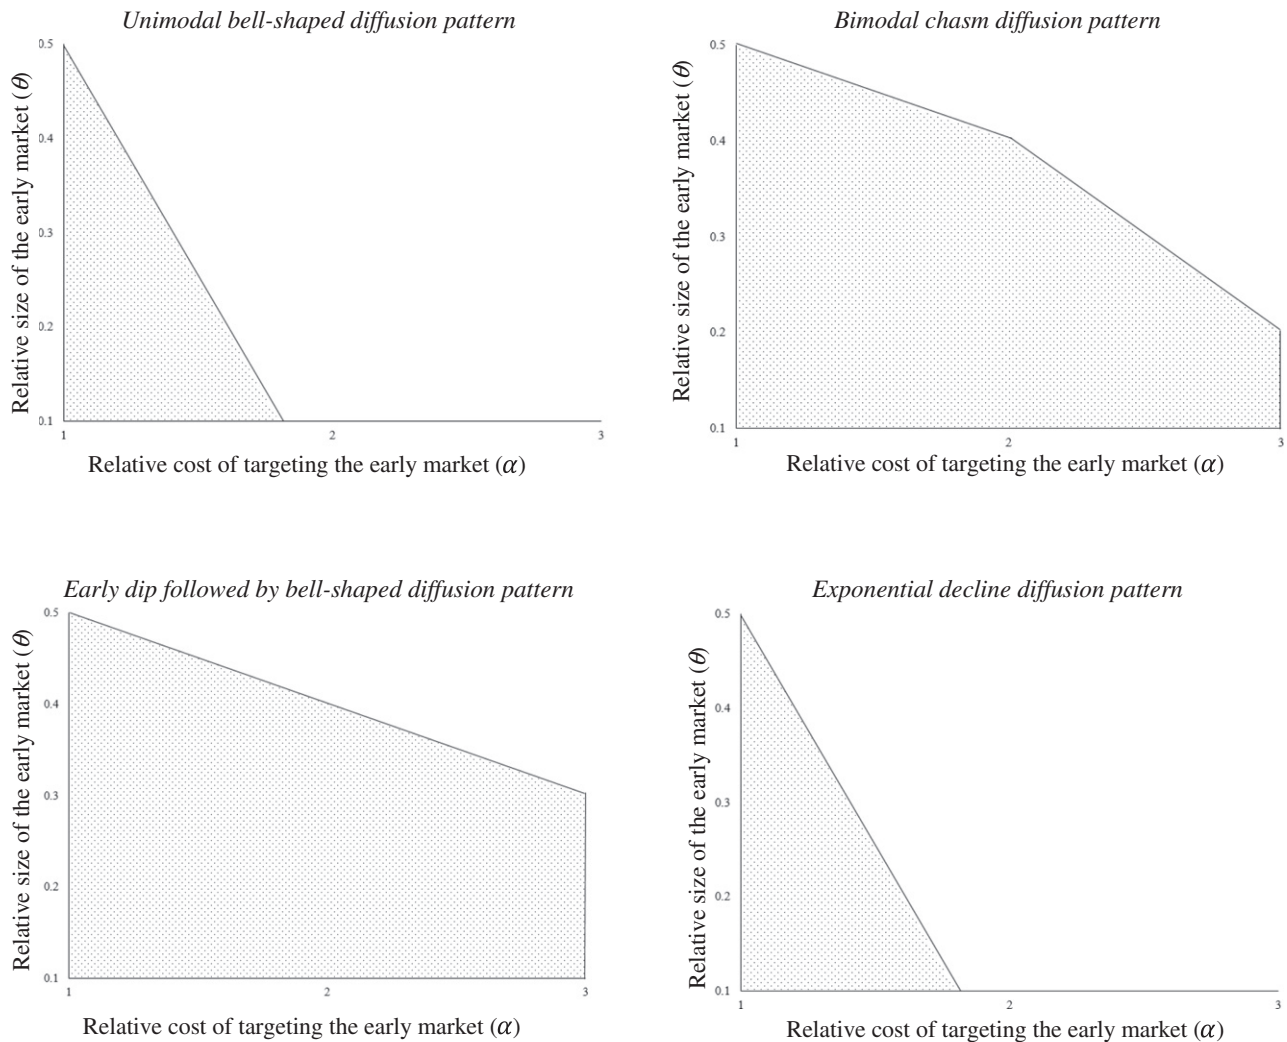 Unimodal bell-shaped diffusion pattern
Relative size of the early market (θ)
0.5
0.4
0.3
0.2
0.1
1 2 3
Relative cost of targeting the early market (α)
Bimodal chasm diffusion pattern
Relative size of the early market (θ)
0.5
0.4
0.3
0.2
0.1
1 2 3
Relative cost of targeting the early market (α)
Early dip followed by bell-shaped diffusion pattern
Relative size of the early market (θ)
0.5
0.4
0.3
0.2
0.1
1 2 3
Relative cost of targeting the early market (α)
Exponential decline diffusion pattern
Relative size of the early market (θ)
0.5
0.4
0.3
0.2
0.1
1 2 3
Relative cost of targeting the early market (α)